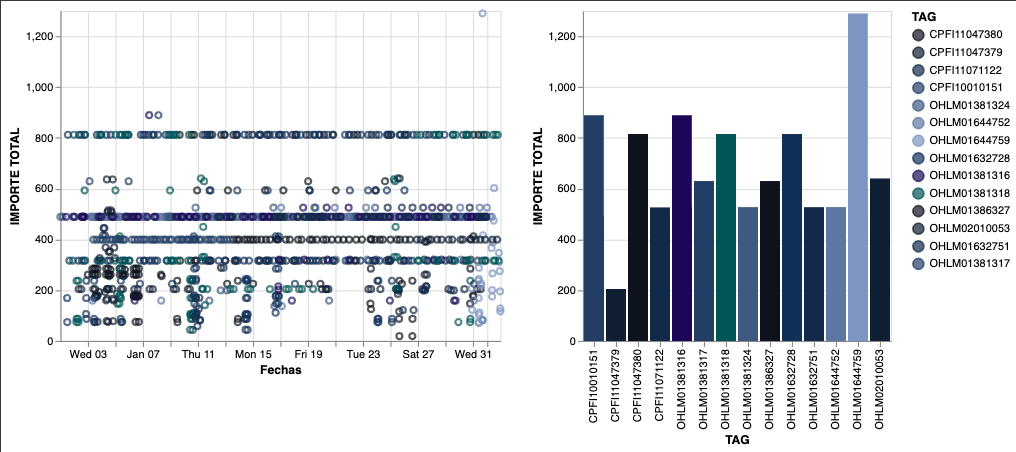 IMPORTE TOTAL
1,200
1,000
800
600
400
200
0
Wed 03 Jan 07 Thu 11 Mon 15 Fri 19 Tue 23 Sat 27 Wed 31
Fechas
IMPORTE TOTAL
1,200
1,000
800
600
400
200
0
CPFI10010151
CPFI11047379
CPFI11047380
CPFI11071122
OHLM01381316
OHLM01381317
OHLM01381318
OHLM01381324
OHLM01386327
OHLM01632728
OHLM01632751
OHLM01644752
OHLM01644759
OHLM02010053
TAG
TAG
CPFI11047380
CPFI11047379
CPFI11071122
CPFI10010151
OHLM01381324
OHLM01644752
OHLM01644759
OHLM01632728
OHLM01381316
OHLM01381318
OHLM01386327
OHLM02010053
OHLM01632751
OHLM01381317